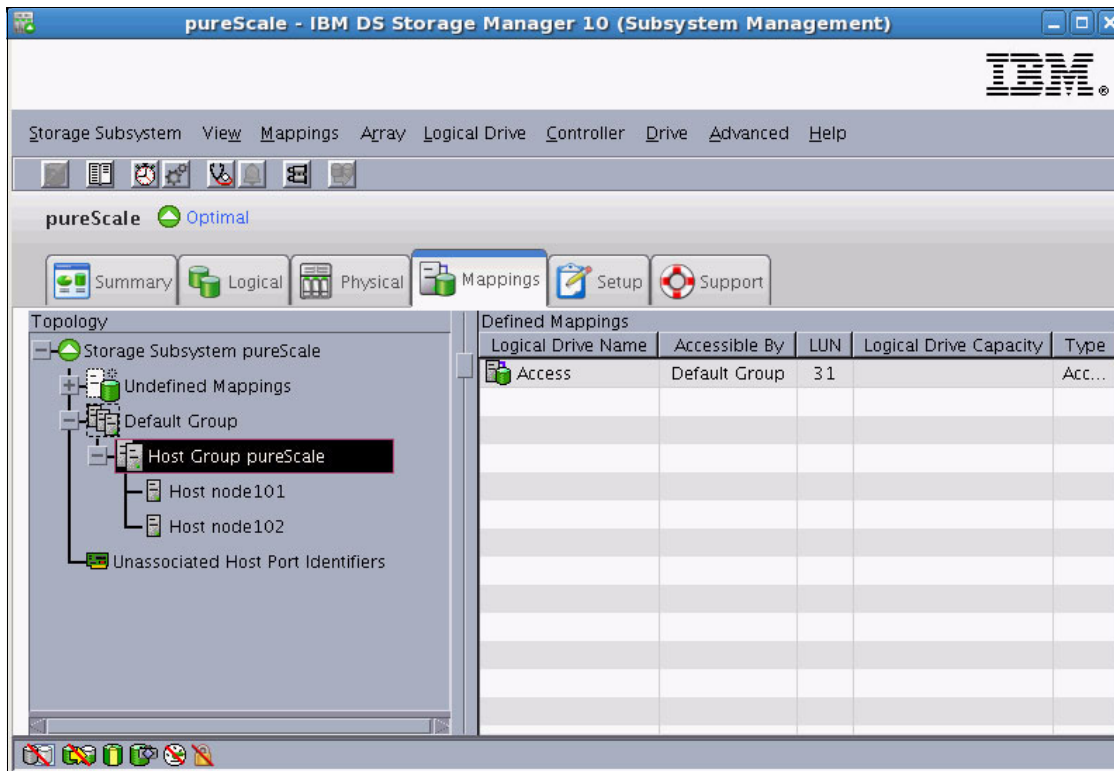 pureScale - IBM DS Storage Manager 10 (Subsystem Management)
IBM®
Storage Subsystem View Mappings Array Logical Drive Controller Drive Advanced Help
pureScale Optimal
Summary Logical Physical Mappings Setup Support
Topology
Storage Subsystem pureScale
Undefined Mappings
Default Group
Host Group pureScale
Host node101
Host node102
Unassociated Host Port Identifiers
Defined Mappings
Logical Drive Name Accessible By LUN Logical Drive Capacity Type
Access Default Group 31 Acc...